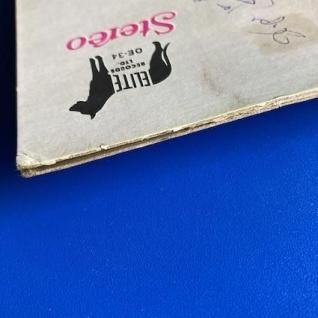 Stereo
OE-34
ELITE
RECORDS
LTD.